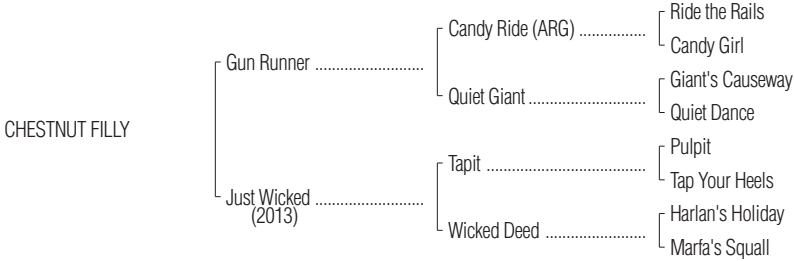 Ride the Rails
Candy Ride (ARG) ................
Candy Girl
Gun Runner ..........................
Giant's Causeway
Quiet Giant ............................
Quiet Dance
CHESTNUT FILLY
Pulpit
Tapit ......................................
Tap Your Heels
Just Wicked ..........................
(2013)
Harlan's Holiday
Wicked Deed ........................
Marfa's Squall